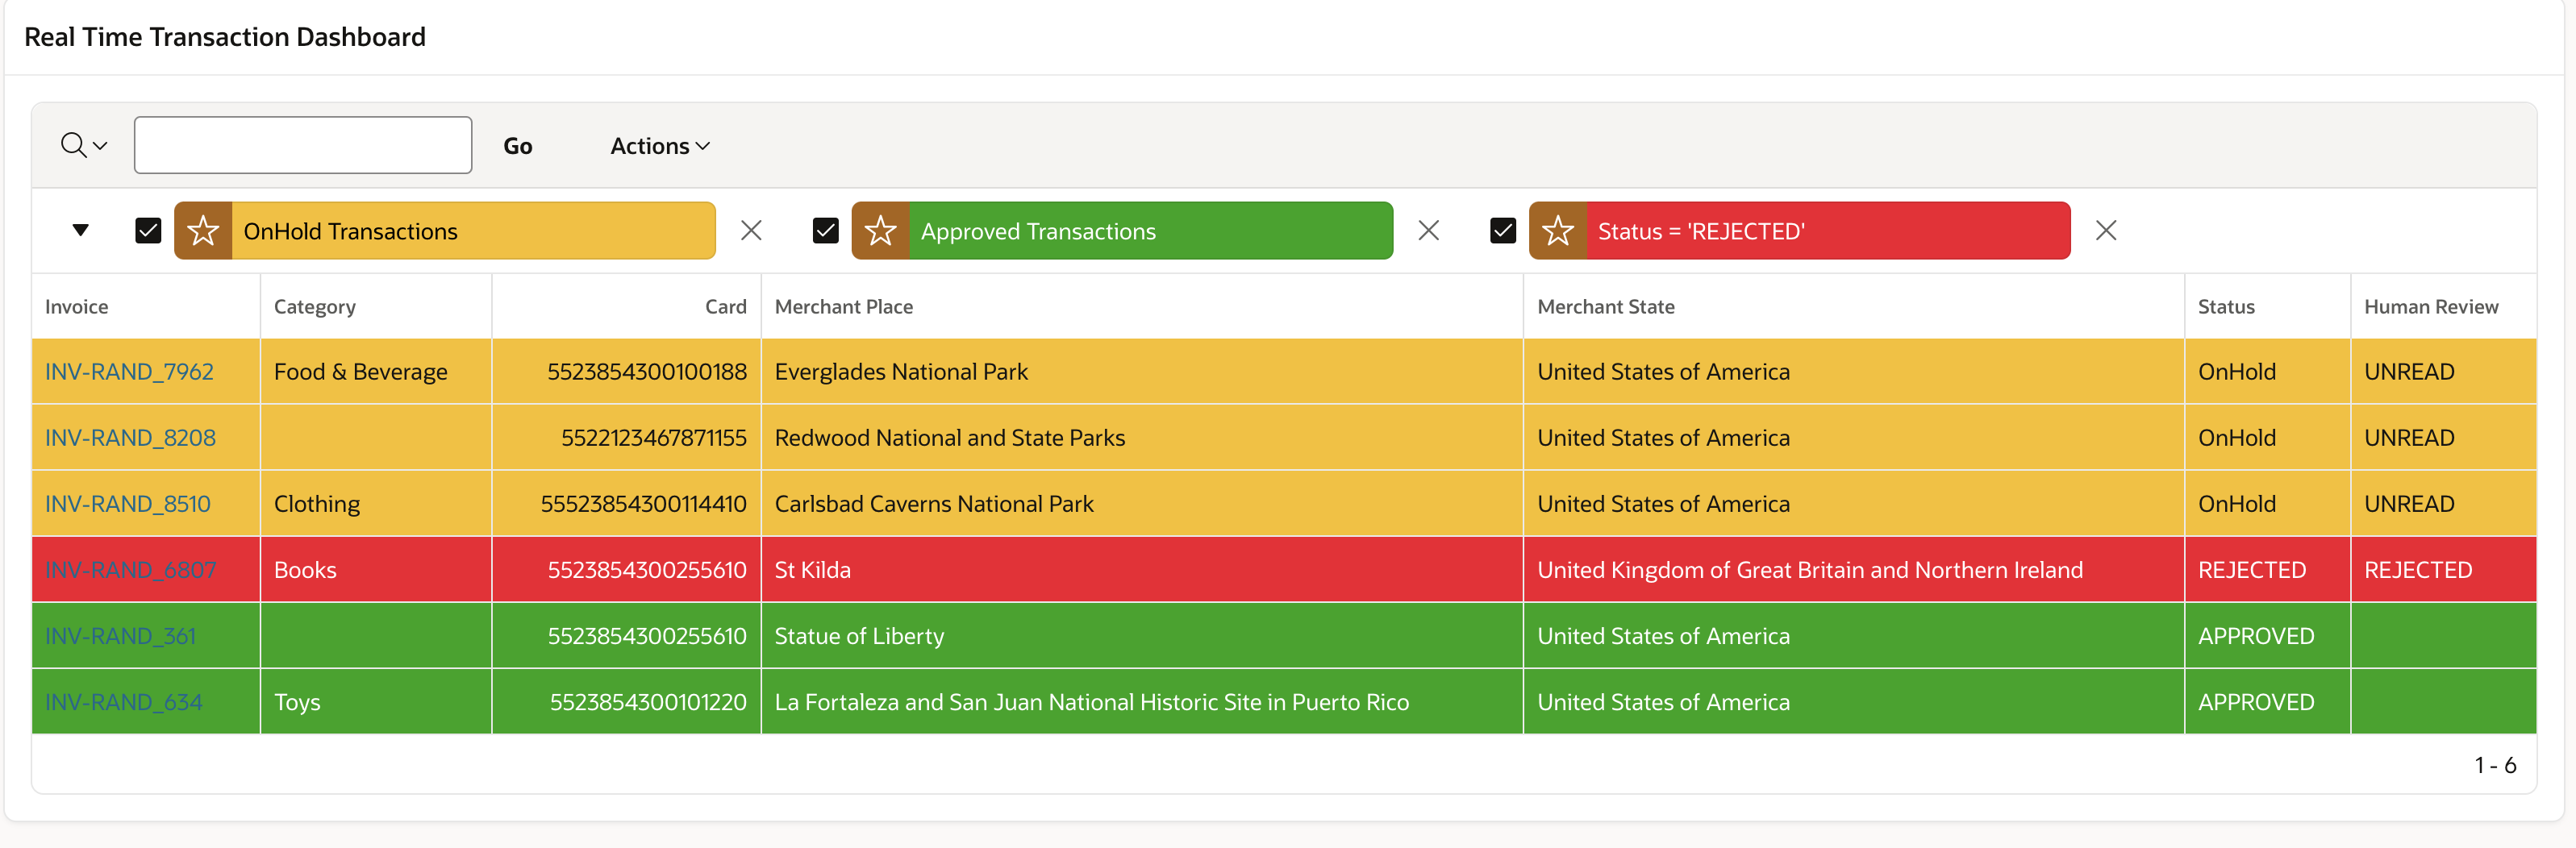 Real Time Transaction Dashboard
Go Actions
OnHold Transactions Approved Transactions Status = 'REJECTED'
Invoice Category Card Merchant Place Merchant State Status Human Review
INV-RAND_7962 Food & Beverage 5523854300100188 Everglades National Park United States of America OnHold UNREAD
INV-RAND_8208 5522123467871155 Redwood National and State Parks United States of America OnHold UNREAD
INV-RAND_8510 Clothing 55523854300114410 Carlsbad Caverns National Park United States of America OnHold UNREAD
INV-RAND_6807 Books 5523854300255610 St Kilda United Kingdom of Great Britain and Northern Ireland REJECTED REJECTED
INV-RAND_361 5523854300255610 Statue of Liberty United States of America APPROVED
INV-RAND_634 Toys 5523854300101220 La Fortaleza and San Juan National Historic Site in Puerto Rico United States of America APPROVED
1 - 6